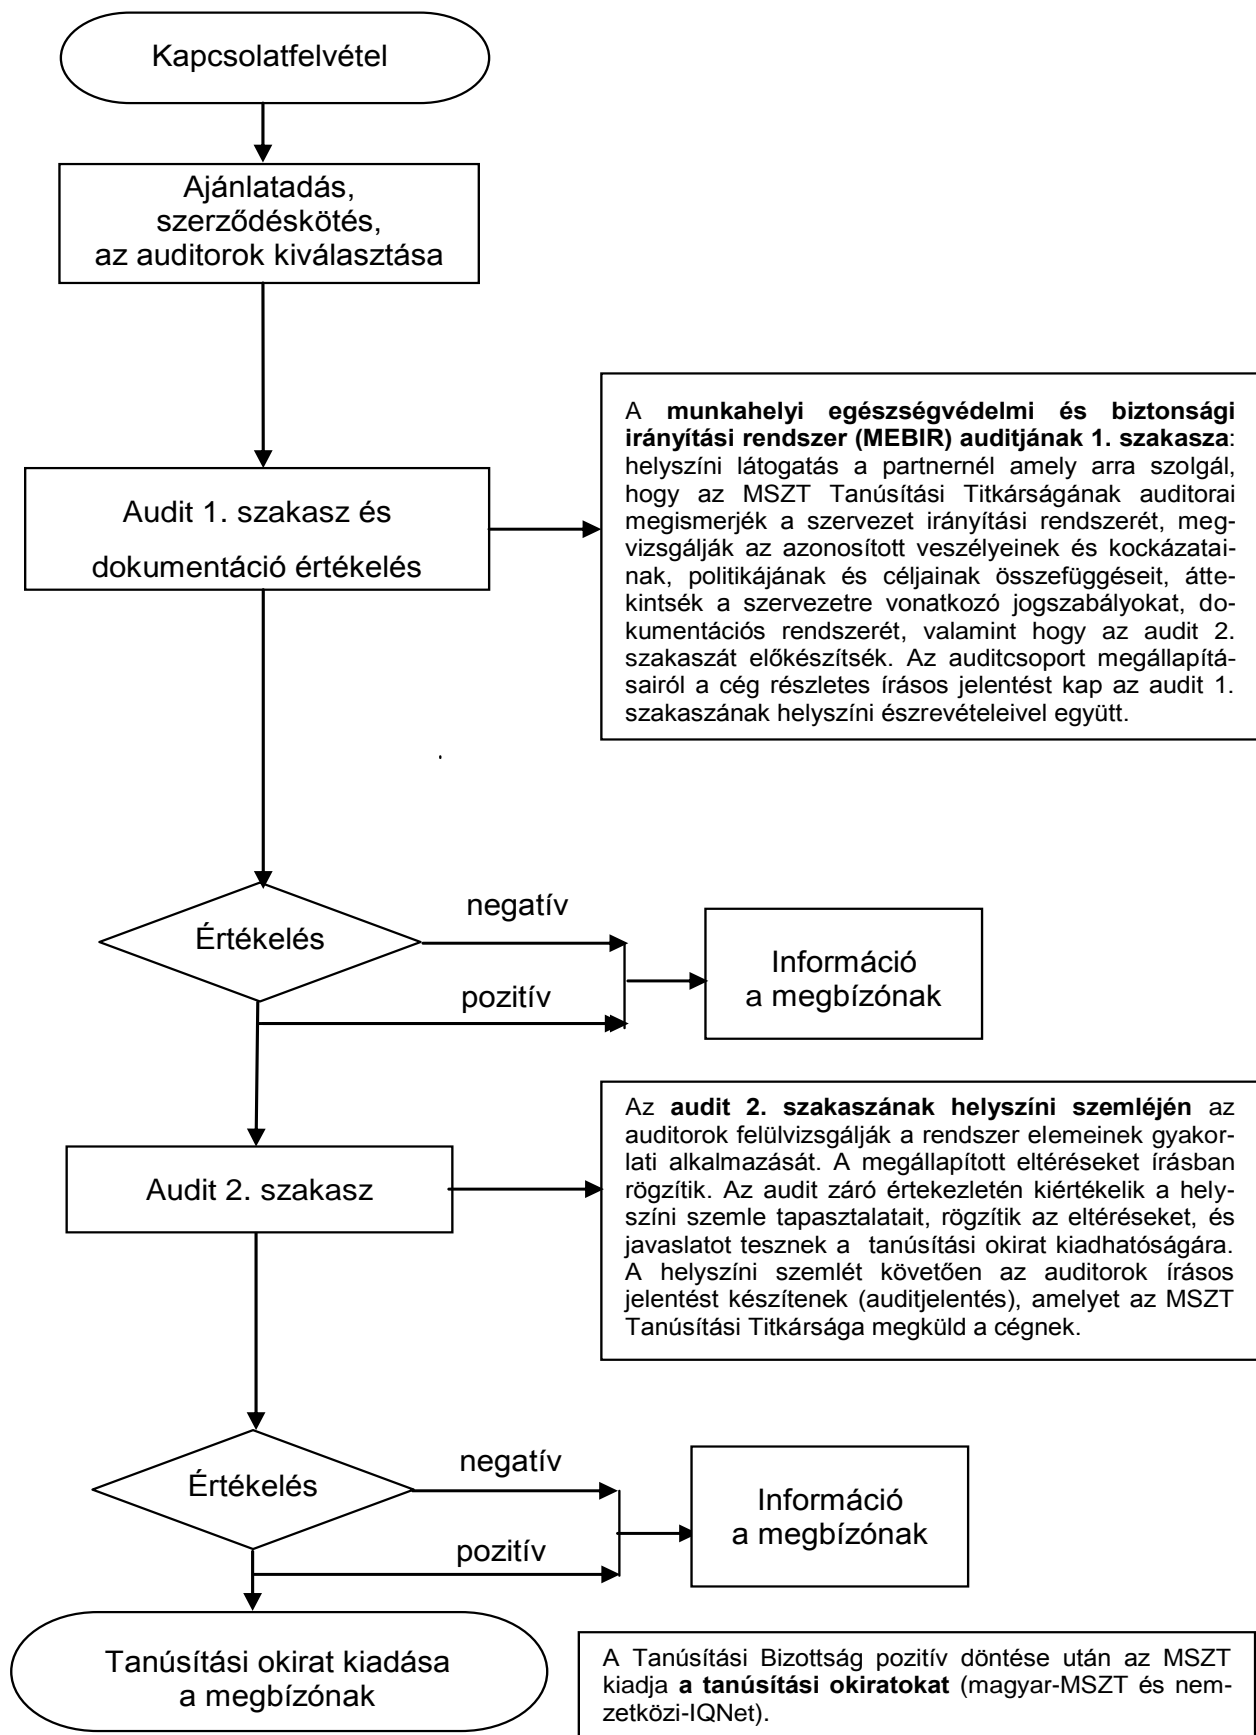 Kapcsolatfelvétel
Ajánlatadás,
szerződéskötés,
az auditorok kiválasztása
A munkahelyi egészségvédelmi és biztonsági
irányítási rendszer (MEBIR) auditjának 1. szakasza:
helyszíni látogatás a partnernél amely arra szolgál,
hogy az MSZT Tanúsítási Titkárságának auditorai
megismerjék a szervezet irányítási rendszerét, meg-
vizsgálják az azonosított veszélyeinek és kockázatai-
nak, politikájának és céljainak összefüggéseit, átte-
kintsék a szervezetre vonatkozó jogszabályokat, do-
kumentációs rendszerét, valamint hogy az audit 2.
szakaszát előkészítsék. Az auditcsoport megállapítá-
sairól a cég részletes írásos jelentést kap az audit 1.
szakaszának helyszíni észrevételeivel együtt.
Audit 1. szakasz és
dokumentáció értékelés
Értékelés
negatív
pozitív
Információ
a megbízónak
Az audit 2. szakaszának helyszíni szemléjén az
auditorok felülvizsgálják a rendszer elemeinek gyakor-
lati alkalmazását. A megállapított eltéréseket írásban
rögzítik. Az audit záró értekezletén kiértékelik a hely-
színi szemle tapasztalatait, rögzítik az eltéréseket, és
javaslatot tesznek a tanúsítási okirat kiadhatóságára.
A helyszíni szemlét követően az auditorok írásos
jelentést készítenek (auditjelentés), amelyet az MSZT
Tanúsítási Titkársága megküld a cégnek.
Audit 2. szakasz
Értékelés
negatív
pozitív
Információ
a megbízónak
Tanúsítási okirat kiadása
a megbízónak
A Tanúsítási Bizottság pozitív döntése után az MSZT
kiadja a tanúsítási okiratokat (magyar-MSZT és nem-
zetközi-IQNet).